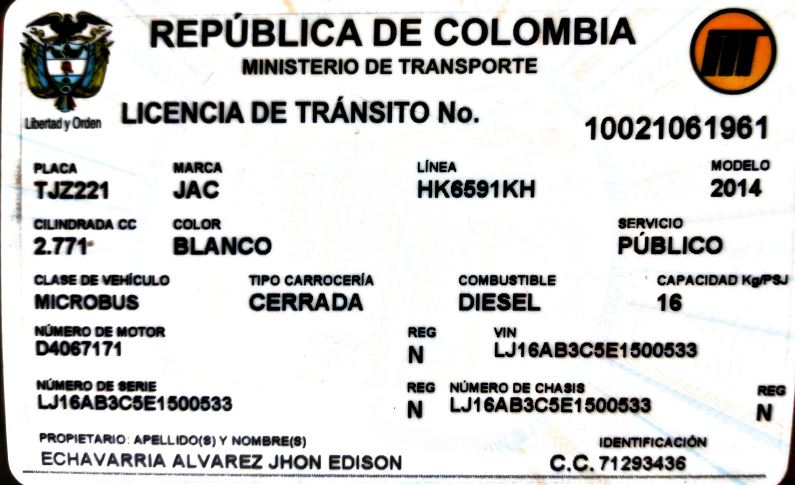 REPÚBLICA DE COLOMBIA
MINISTERIO DE TRANSPORTE
Libertad y Orden
LICENCIA DE TRÁNSITO No.
10021061961
PLACA MARCA LÍNEA MODELO
TJZ221 JAC HK6591KH 2014
CILINDRADA CC COLOR SERVICIO
2.771 BLANCO PÚBLICO
CLASE DE VEHÍCULO TIPO CARROCERÍA COMBUSTIBLE CAPACIDAD Kg/PSJ
MICROBUS CERRADA DIESEL 16
NÚMERO DE MOTOR REG VIN
D4067171 N LJ16AB3C5E1500533
NÚMERO DE SERIE REG NÚMERO DE CHASIS REG
LJ16AB3C5E1500533 N LJ16AB3C5E1500533 N
PROPIETARIO: APELLIDO(S) Y NOMBRE(S) IDENTIFICACIÓN
ECHAVARRIA ALVAREZ JHON EDISON C.C. 71293436